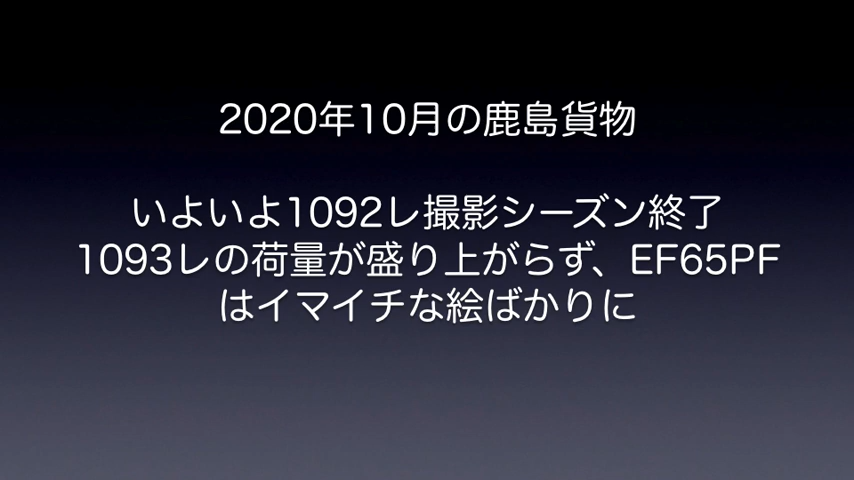 2020年10月の鹿島貨物
いよいよ1092レ撮影シーズン終了
1093レの荷量が盛り上がらず、EF65PF
はイマイチな絵ばかりに